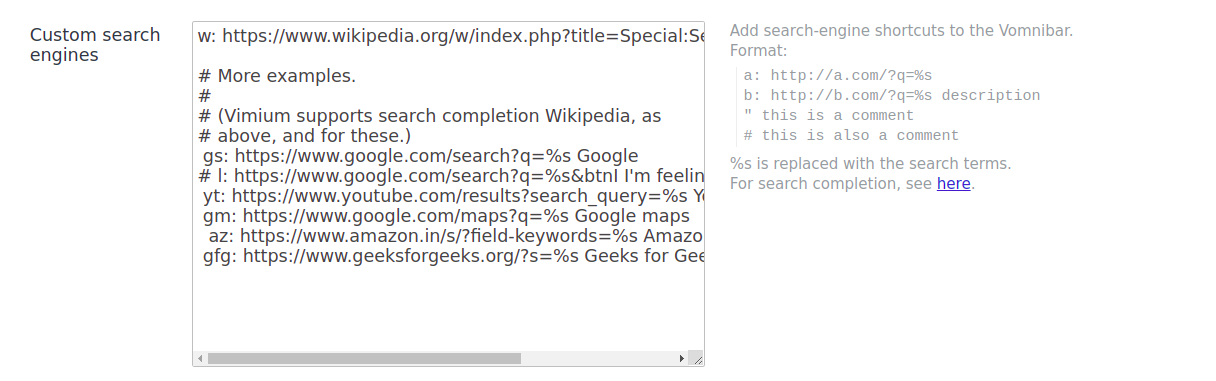 Custom search
engines
w: https://www.wikipedia.org/w/index.php?title=Special:Se
# More examples.
#
# (Vimium supports search completion Wikipedia, as
# above, and for these.)
gs: https://www.google.com/search?q=%s Google
# l: https://www.google.com/search?q=%s&btnI I'm feelin
yt: https://www.youtube.com/results?search_query=%s Y
gm: https://www.google.com/maps?q=%s Google maps
az: https://www.amazon.in/s/?field-keywords=%s Amazo
gfg: https://www.geeksforgeeks.org/?s=%s Geeks for Gee
Add search-engine shortcuts to the Vomnibar.
Format:
a: http://a.com/?q=%s
b: http://b.com/?q=%s description
" this is a comment
# this is also a comment
%s is replaced with the search terms.
For search completion, see here.